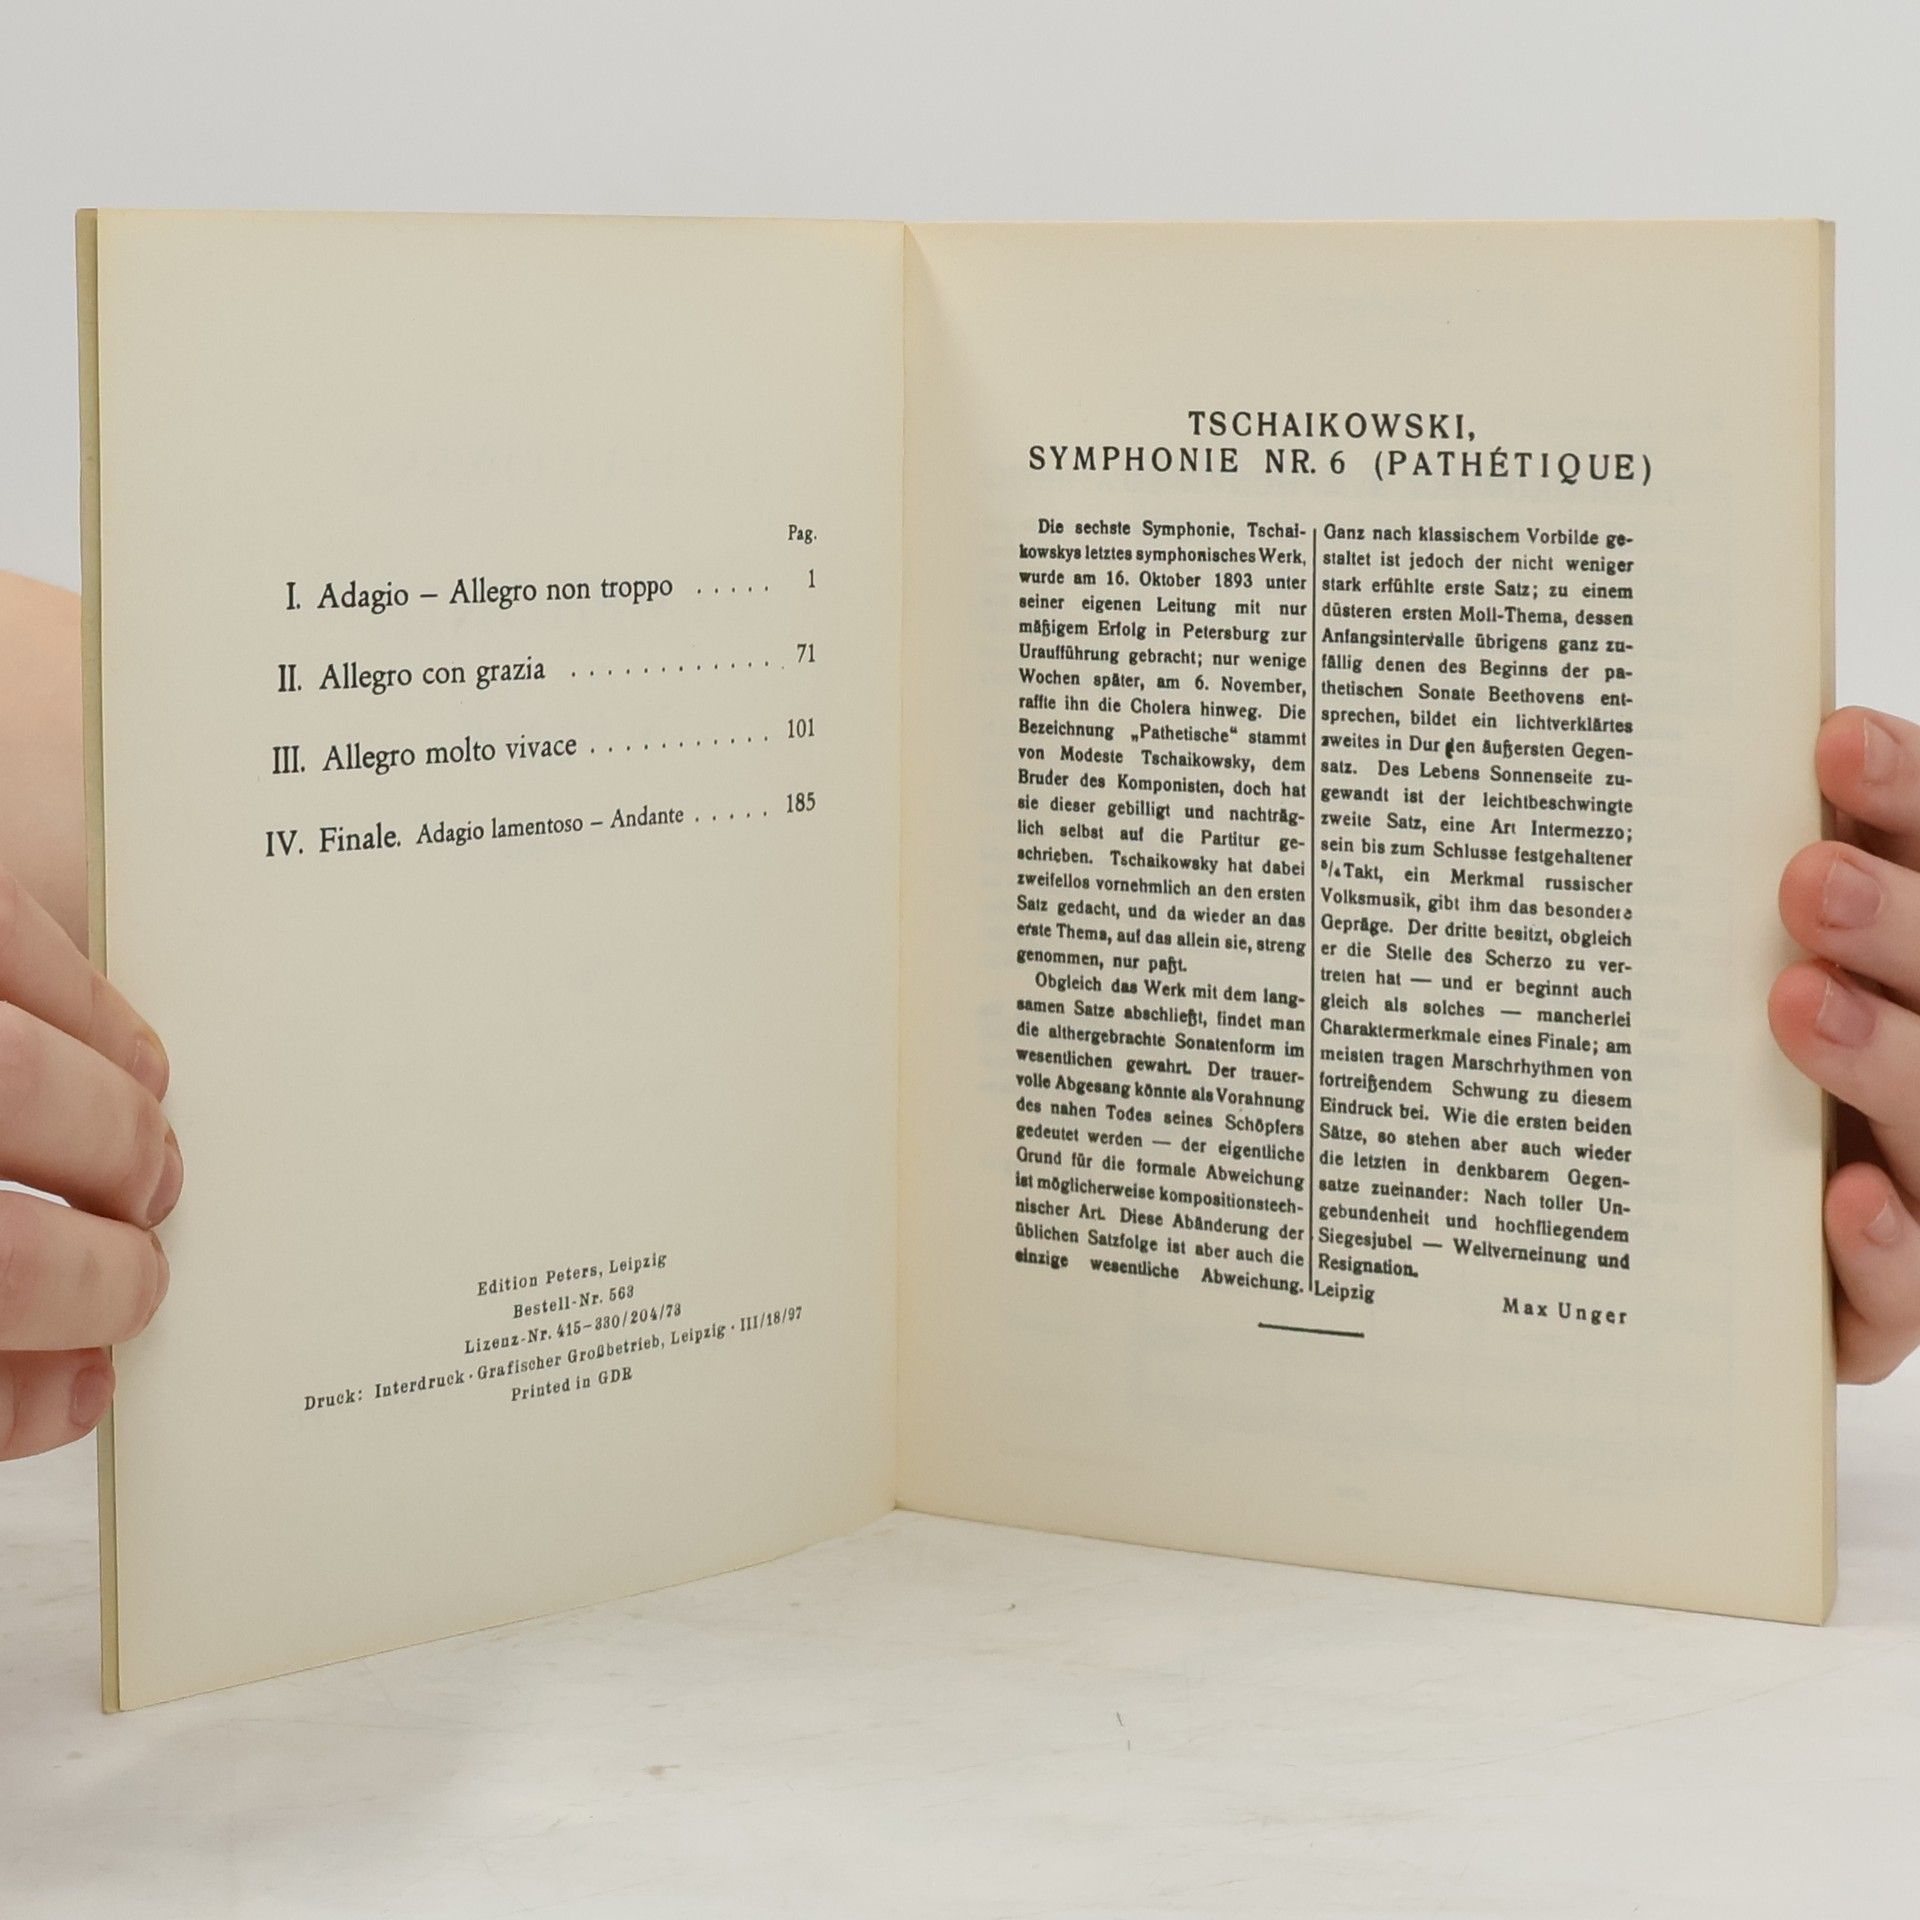 Pag.
I. Adagio – Allegro non troppo ..... 1
II. Allegro con grazia ............. 71
III. Allegro molto vivace ........... 101
IV. Finale. Adagio lamentoso – Andante ..... 185
Edition Peters, Leipzig
Bestell-Nr. 563
Lizenz-Nr. 415–330/204/73
Druck: Interdruck · Grafischer Großbetrieb, Leipzig · III/18/97
Printed in GDR
TSCHAIKOWSKI,
SYMPHONIE NR. 6 (PATHÉTIQUE)
Die sechste Symphonie, Tschai-
kowskys letztes symphonisches Werk,
wurde am 16. Oktober 1893 unter
seiner eigenen Leitung mit nur
mäßigem Erfolg in Petersburg zur
Uraufführung gebracht; nur wenige
Wochen später, am 6. November,
raffte ihn die Cholera hinweg. Die
Bezeichnung „Pathetische“ stammt
von Modeste Tschaikowsky, dem
Bruder des Komponisten, doch hat
sie dieser gebilligt und nachträg-
lich selbst auf die Partitur ge-
schrieben. Tschaikowsky hat dabei
zweifellos vornehmlich an den ersten
Satz gedacht, und da wieder an das
erste Thema, auf das allein sie, streng
genommen, nur paßt.
Obgleich das Werk mit dem lang-
samen Satze abschließt, findet man
die althergebrachte Sonatenform im
wesentlichen gewahrt. Der trauer-
volle Abgesang könnte als Vorahnung
des nahen Todes seines Schöpfers
gedeutet werden — der eigentliche
Grund für die formale Abweichung
ist möglicherweise kompositionstech-
nischer Art. Diese Abänderung der
üblichen Satzfolge ist aber auch die
einzige wesentliche Abweichung.
Ganz nach klassischem Vorbilde ge-
staltet ist jedoch der nicht weniger
stark erfühlte erste Satz; zu einem
düsteren ersten Moll-Thema, dessen
Anfangsintervalle übrigens ganz zu-
fällig denen des Beginns der pa-
thetischen Sonate Beethovens ent-
sprechen, bildet ein lichtverklärtes
zweites in Dur den äußersten Gegen-
satz. Des Lebens Sonnenseite zu-
gewandt ist der leichtbeschwingte
zweite Satz, eine Art Intermezzo;
sein bis zum Schlusse festgehaltener
⁵/₄ Takt, ein Merkmal russischer
Volksmusik, gibt ihm das besondere
Gepräge. Der dritte besitzt, obgleich
er die Stelle des Scherzo zu ver-
treten hat — und er beginnt auch
gleich als solches — mancherlei
Charaktermerkmale eines Finale; am
meisten tragen Marschrhythmen von
fortreißendem Schwung zu diesem
Eindruck bei. Wie die ersten beiden
Sätze, so stehen aber auch wieder
die letzten in denkbarem Gegen-
satze zueinander: Nach toller Un-
gebundenheit und hochfliegendem
Siegesjubel — Weltverneinung und
Resignation.
Leipzig
Max Unger